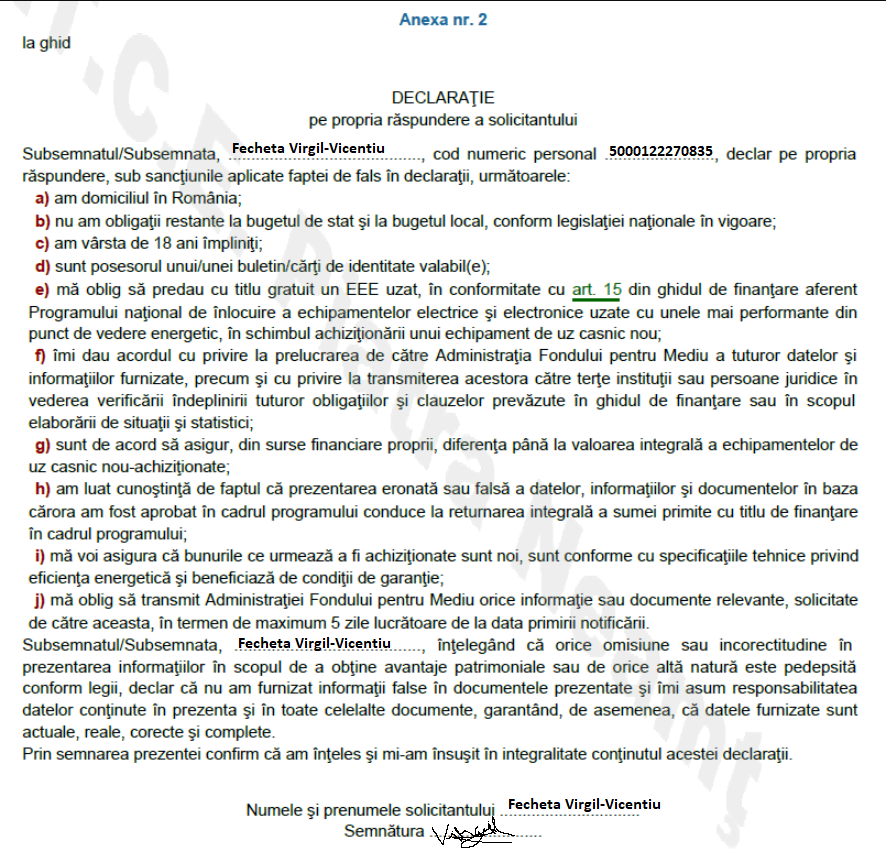 Anexa nr. 2
la ghid
DECLARAŢIE
pe propria răspundere a solicitantului
Subsemnatul/Subsemnata, ..Fecheta Virgil-Vicentiu......., cod numeric personal .5000122270835., declar pe propria
răspundere, sub sancţiunile aplicate faptei de fals în declaraţii, următoarele:
a) am domiciliul în România;
b) nu am obligaţii restante la bugetul de stat şi la bugetul local, conform legislaţiei naţionale în vigoare;
c) am vârsta de 18 ani împliniţi;
d) sunt posesorul unui/unei buletin/cărţi de identitate valabil(e);
e) mă oblig să predau cu titlu gratuit un EEE uzat, în conformitate cu art. 15 din ghidul de finanţare aferent
Programului naţional de înlocuire a echipamentelor electrice şi electronice uzate cu unele mai performante din
punct de vedere energetic, în schimbul achiziţionării unui echipament de uz casnic nou;
f) îmi dau acordul cu privire la prelucrarea de către Administraţia Fondului pentru Mediu a tuturor datelor şi
informaţiilor furnizate, precum şi cu privire la transmiterea acestora către terţe instituţii sau persoane juridice în
vederea verificării îndeplinirii tuturor obligaţiilor şi clauzelor prevăzute în ghidul de finanţare sau în scopul
elaborării de situaţii şi statistici;
g) sunt de acord să asigur, din surse financiare proprii, diferenţa până la valoarea integrală a echipamentelor de
uz casnic nou-achiziţionate;
h) am luat cunoştinţă de faptul că prezentarea eronată sau falsă a datelor, informaţiilor şi documentelor în baza
cărora am fost aprobat în cadrul programului conduce la returnarea integrală a sumei primite cu titlu de finanţare
în cadrul programului;
i) mă voi asigura că bunurile ce urmează a fi achiziţionate sunt noi, sunt conforme cu specificaţiile tehnice privind
eficienţa energetică şi beneficiază de condiţii de garanţie;
j) mă oblig să transmit Administraţiei Fondului pentru Mediu orice informaţie sau documente relevante, solicitate
de către aceasta, în termen de maximum 5 zile lucrătoare de la data primirii notificării.
Subsemnatul/Subsemnata, .Fecheta Virgil-Vicentiu......., înţelegând că orice omisiune sau incorectitudine în
prezentarea informaţiilor în scopul de a obţine avantaje patrimoniale sau de orice altă natură este pedepsită
conform legii, declar că nu am furnizat informaţii false în documentele prezentate şi îmi asum responsabilitatea
datelor conţinute în prezenta şi în toate celelalte documente, garantând, de asemenea, că datele furnizate sunt
actuale, reale, corecte şi complete.
Prin semnarea prezentei confirm că am înţeles şi mi-am însuşit în integralitate conţinutul acestei declaraţii.
Numele şi prenumele solicitantului .Fecheta Virgil-Vicentiu
Semnătura
.C.E. Piatra Neamţ